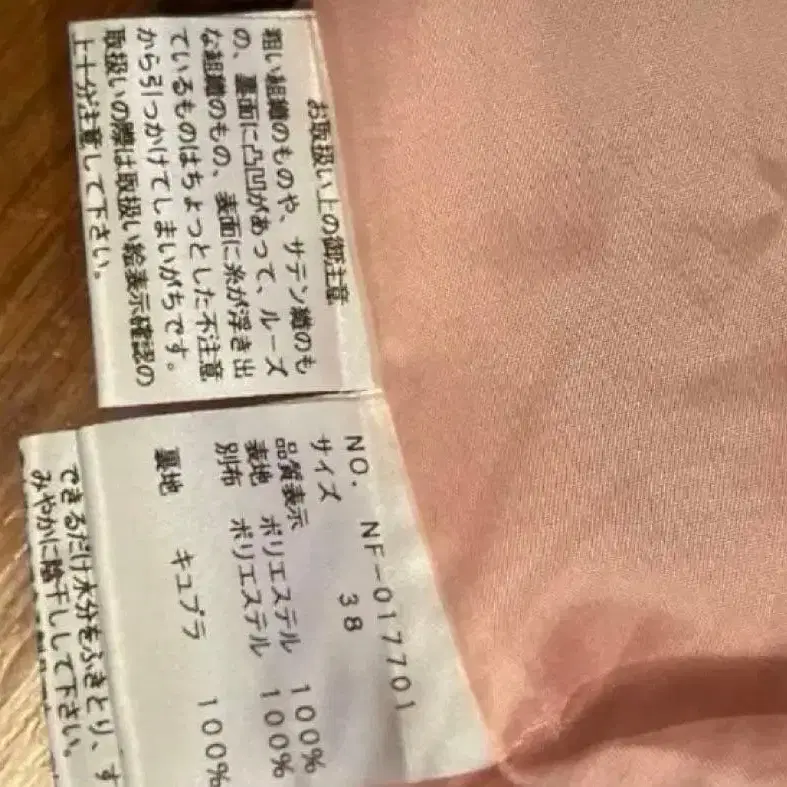 お取扱い上の御注意
粗い組織のものや、サテン織のも
の、裏面に凸凹があって、ルーズ
な組織のもの、表面に糸が浮き出
ているものはちょっとした不注意
から引っかけてしまいがちです。
取扱いの際は取扱い絵表示確認の
上十分注意して下さい。
NO. NF-017701
サイズ 38
品質表示
表地 ポリエステル 100%
別布 ポリエステル 100%
裏地 キュプラ 100%
できるだけ水分をふきとり、す
みやかに陰干しして下さい。